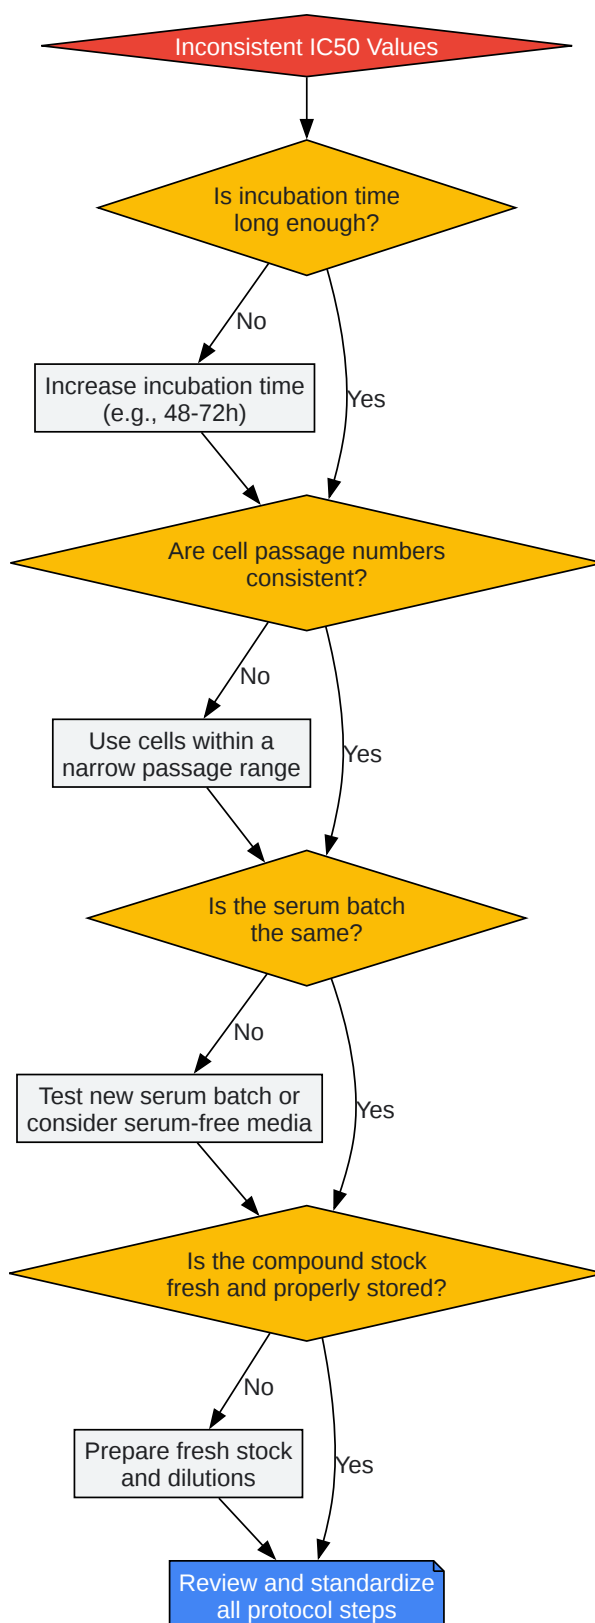 Inconsistent IC50 Values
Is incubation time
long enough?
No
Increase incubation time
(e.g., 48-72h)
Yes
Are cell passage numbers
consistent?
No
Use cells within a
narrow passage range
Yes
Is the serum batch
the same?
No
Test new serum batch or
consider serum-free media
Yes
Is the compound stock
fresh and properly stored?
No
Prepare fresh stock
and dilutions
Yes
Review and standardize
all protocol steps